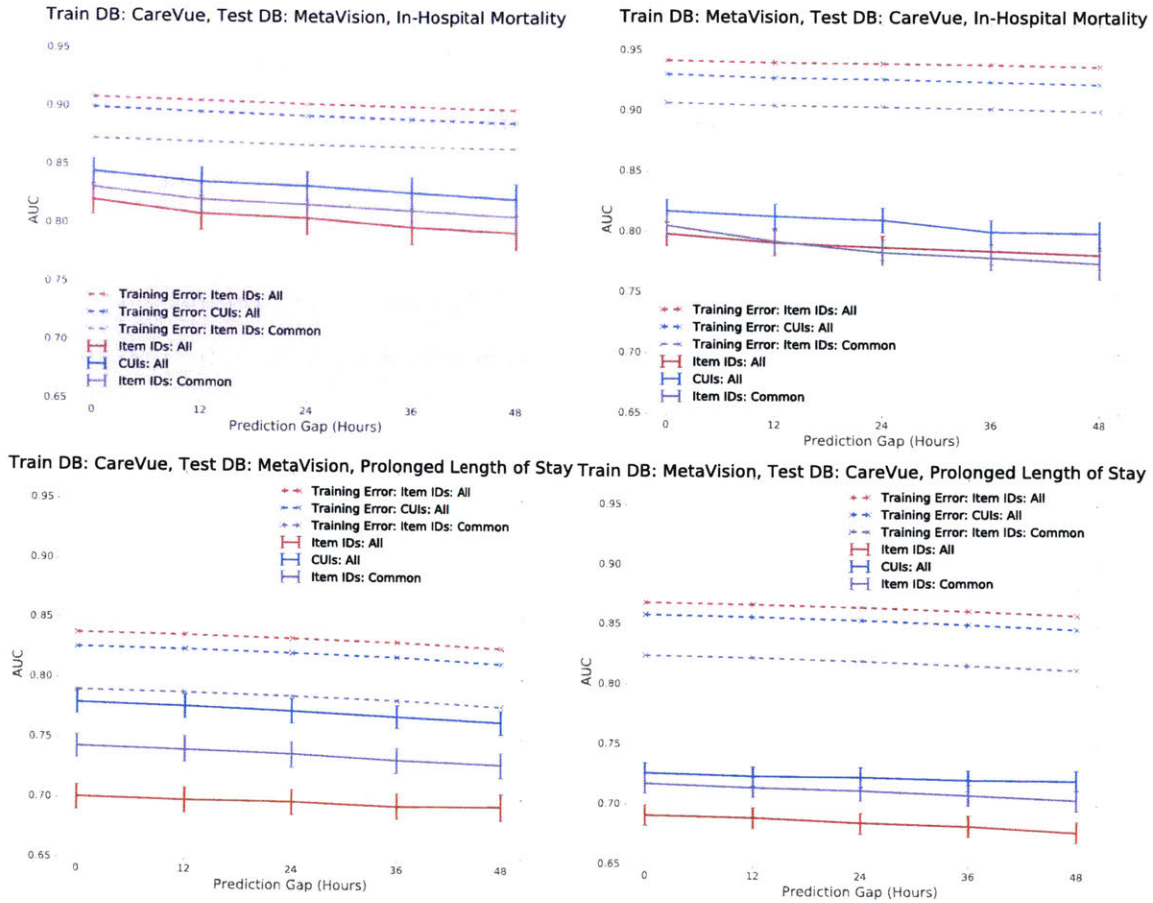 Train DB: CareVue, Test DB: MetaVision, In-Hospital Mortality
0.95
0.90
0.85
0.80
0.75
0.70
0.65
AUC
Training Error: Item IDs: All
Training Error: CUIs: All
Training Error: Item IDs: Common
Item IDs: All
CUIs: All
Item IDs: Common
0 12 24 36 48
Prediction Gap (Hours)
Train DB: MetaVision, Test DB: CareVue, In-Hospital Mortality
0.95
0.90
0.85
0.80
0.75
0.70
0.65
AUC
Training Error: Item IDs: All
Training Error: CUIs: All
Training Error: Item IDs: Common
Item IDs: All
CUIs: All
Item IDs: Common
0 12 24 36 48
Prediction Gap (Hours)
Train DB: CareVue, Test DB: MetaVision, Prolonged Length of Stay
0.95
0.90
0.85
0.80
0.75
0.70
0.65
AUC
Training Error: Item IDs: All
Training Error: CUIs: All
Training Error: Item IDs: Common
Item IDs: All
CUIs: All
Item IDs: Common
0 12 24 36 48
Prediction Gap (Hours)
Train DB: MetaVision, Test DB: CareVue, Prolonged Length of Stay
0.95
0.90
0.85
0.80
0.75
0.70
0.65
AUC
Training Error: Item IDs: All
Training Error: CUIs: All
Training Error: Item IDs: Common
Item IDs: All
CUIs: All
Item IDs: Common
0 12 24 36 48
Prediction Gap (Hours)